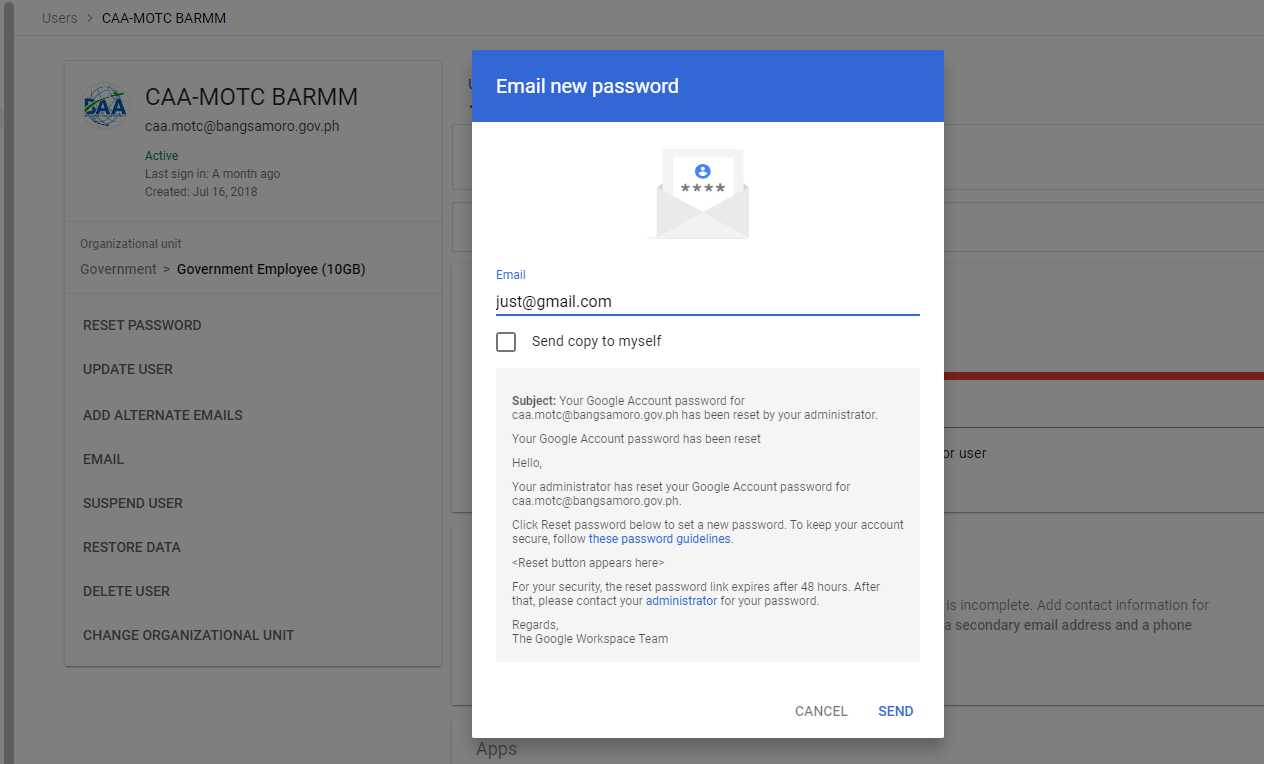 Users > CAA-MOTC BARMM
CAA
CAA-MOTC BARMM
caa.motc@bangsamoro.gov.ph
Active
Last sign in: A month ago
Created: Jul 16, 2018
Organizational unit
Government > Government Employee (10GB)
RESET PASSWORD
UPDATE USER
ADD ALTERNATE EMAILS
EMAIL
SUSPEND USER
RESTORE DATA
DELETE USER
CHANGE ORGANIZATIONAL UNIT
Email new password
****
Email
just@gmail.com
Send copy to myself
Subject: Your Google Account password for
caa.motc@bangsamoro.gov.ph has been reset by your administrator.
Your Google Account password has been reset
Hello,
Your administrator has reset your Google Account password for
caa.motc@bangsamoro.gov.ph.
Click Reset password below to set a new password. To keep your account
secure, follow these password guidelines.
<Reset button appears here>
For your security, the reset password link expires after 48 hours. After
that, please contact your administrator for your password.
Regards,
The Google Workspace Team
CANCEL SEND
or user
is incomplete. Add contact information for
a secondary email address and a phone
Apps